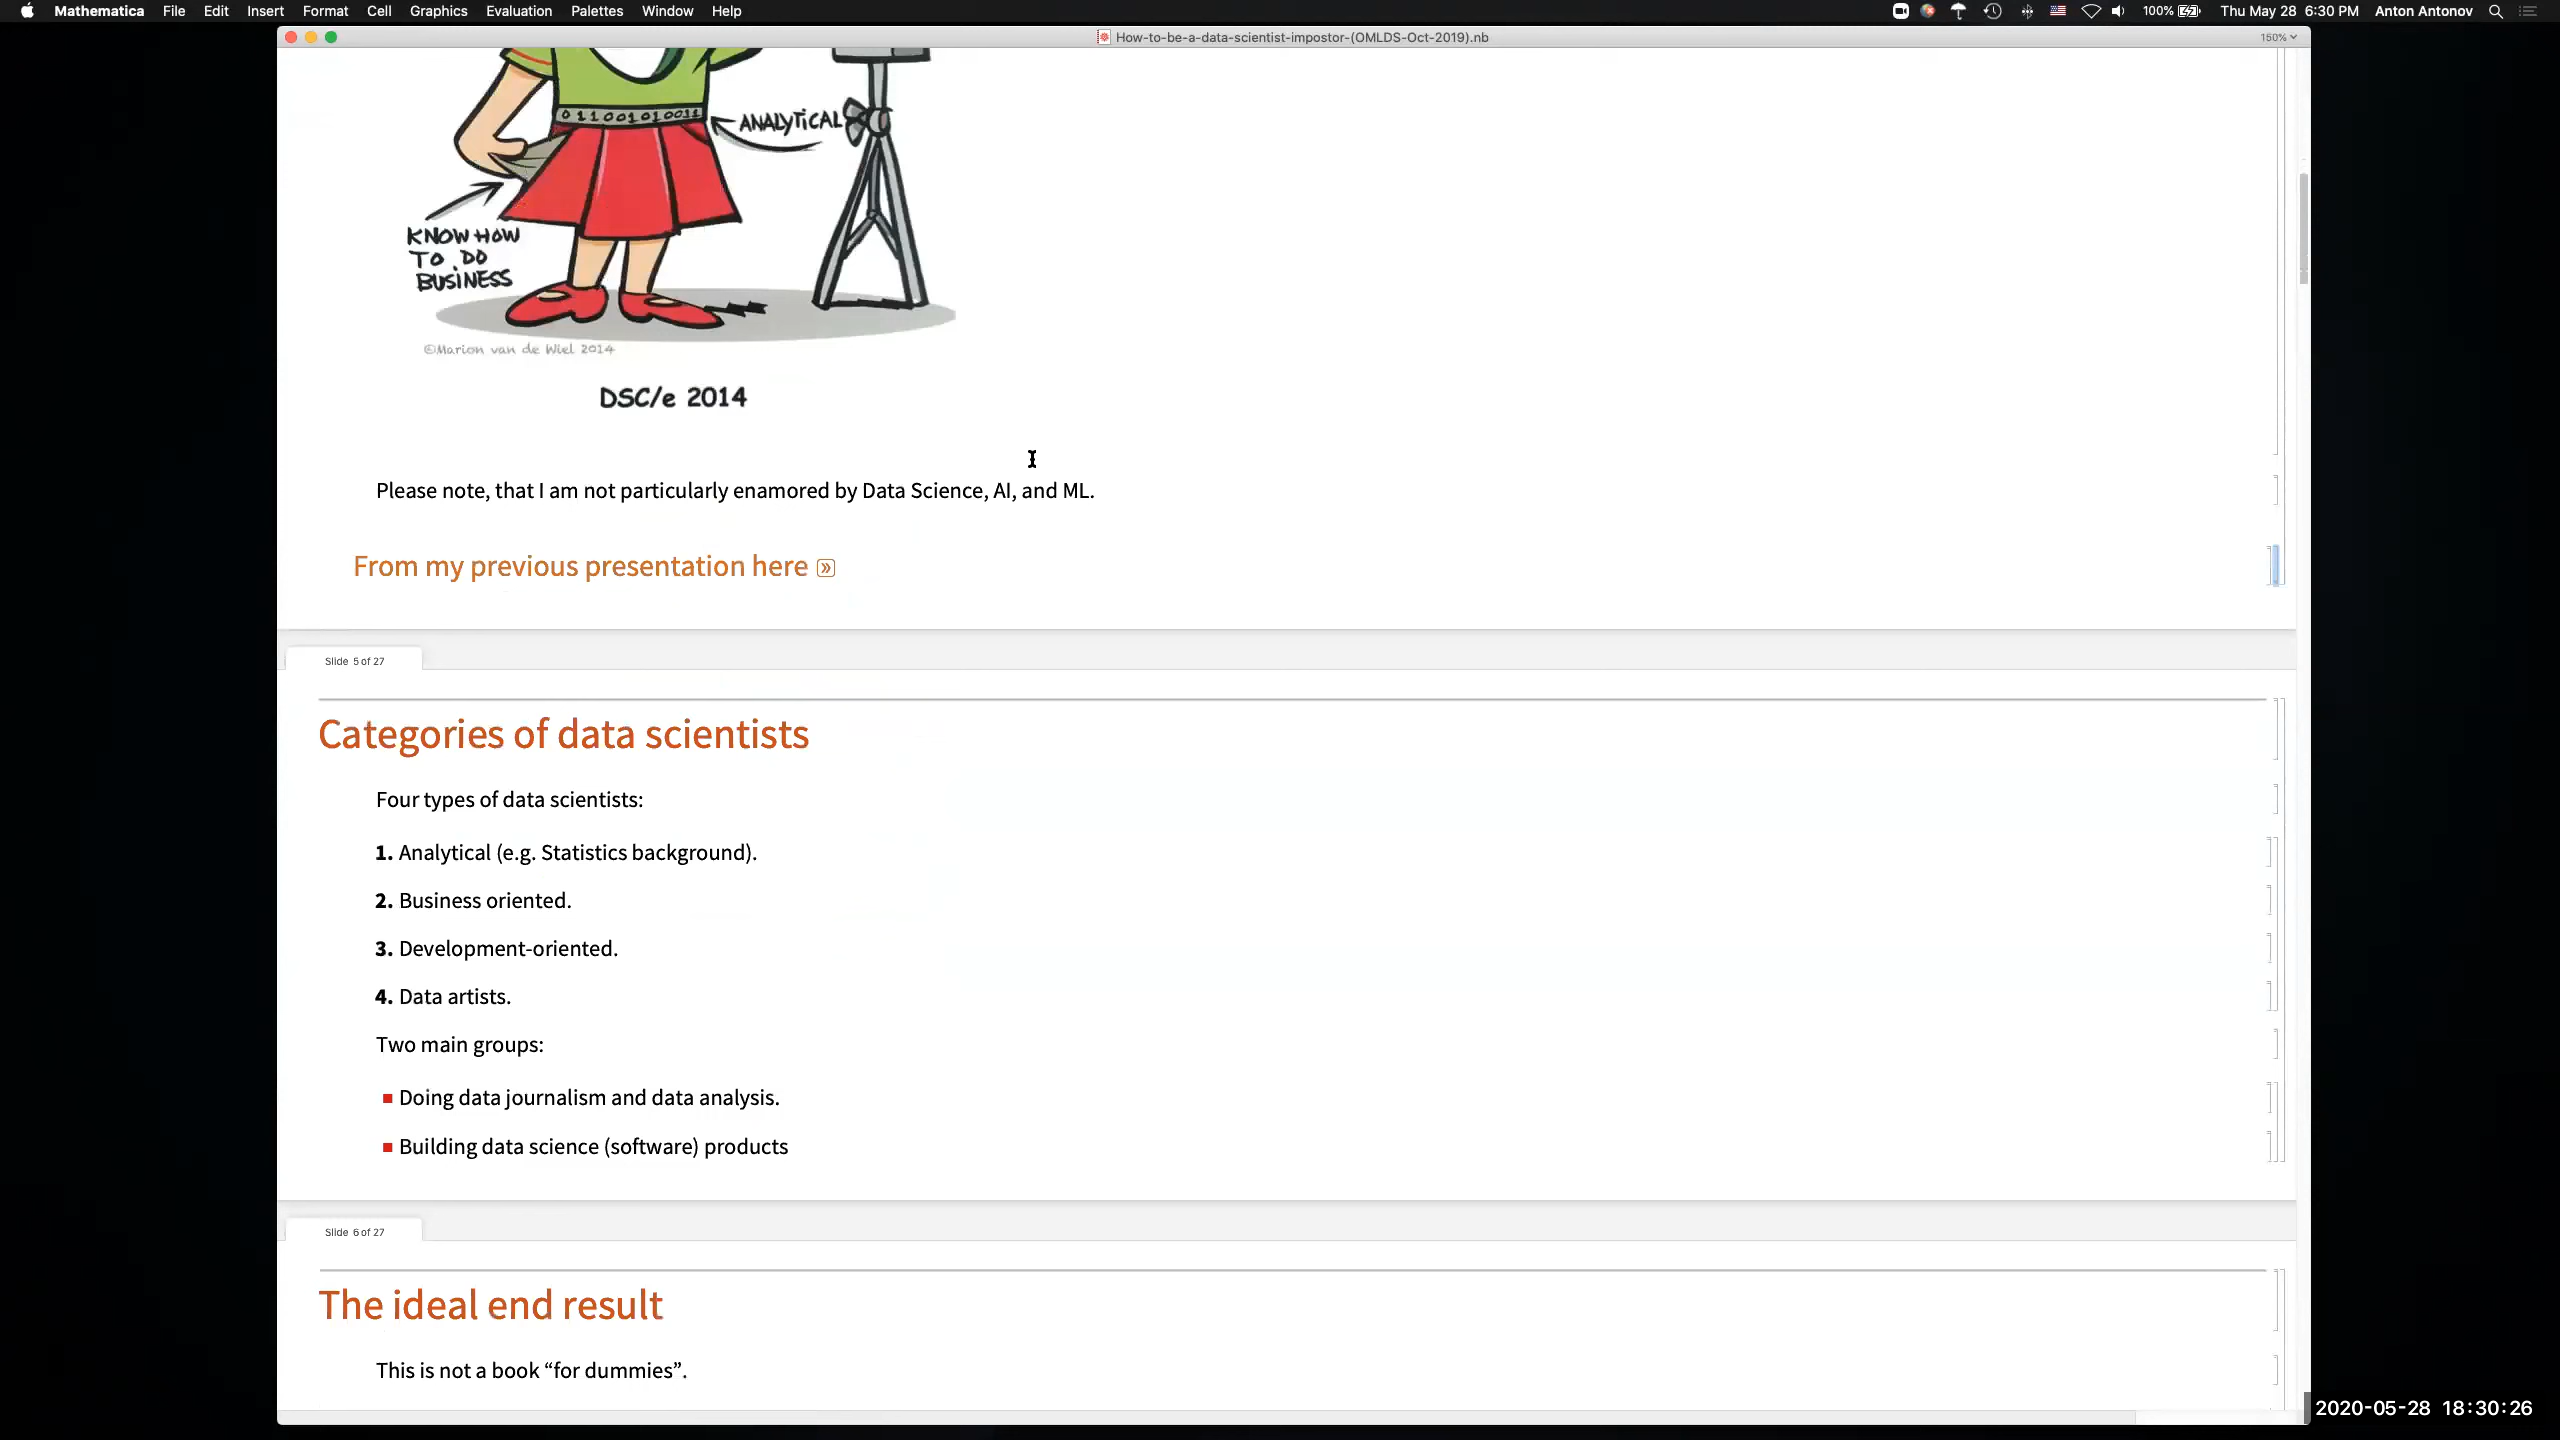 Mathematica File Edit Insert Format Cell Graphics Evaluation Palettes Window Help
100% Thu May 28 6:30 PM Anton Antonov
How-to-be-a-data-scientist-impostor-(OMLDS-Oct-2019).nb
150%
011001010011
ANALYTICAL
KNOW HOW
TO DO
BUSINESS
©Marion van de Wiel 2014
DSC/e 2014
Please note, that I am not particularly enamored by Data Science, AI, and ML.
From my previous presentation here »
Slide 5 of 27
Categories of data scientists
Four types of data scientists:
1. Analytical (e.g. Statistics background).
2. Business oriented.
3. Development-oriented.
4. Data artists.
Two main groups:
Doing data journalism and data analysis.
Building data science (software) products
Slide 6 of 27
The ideal end result
This is not a book “for dummies”.
2020-05-28 18:30:26